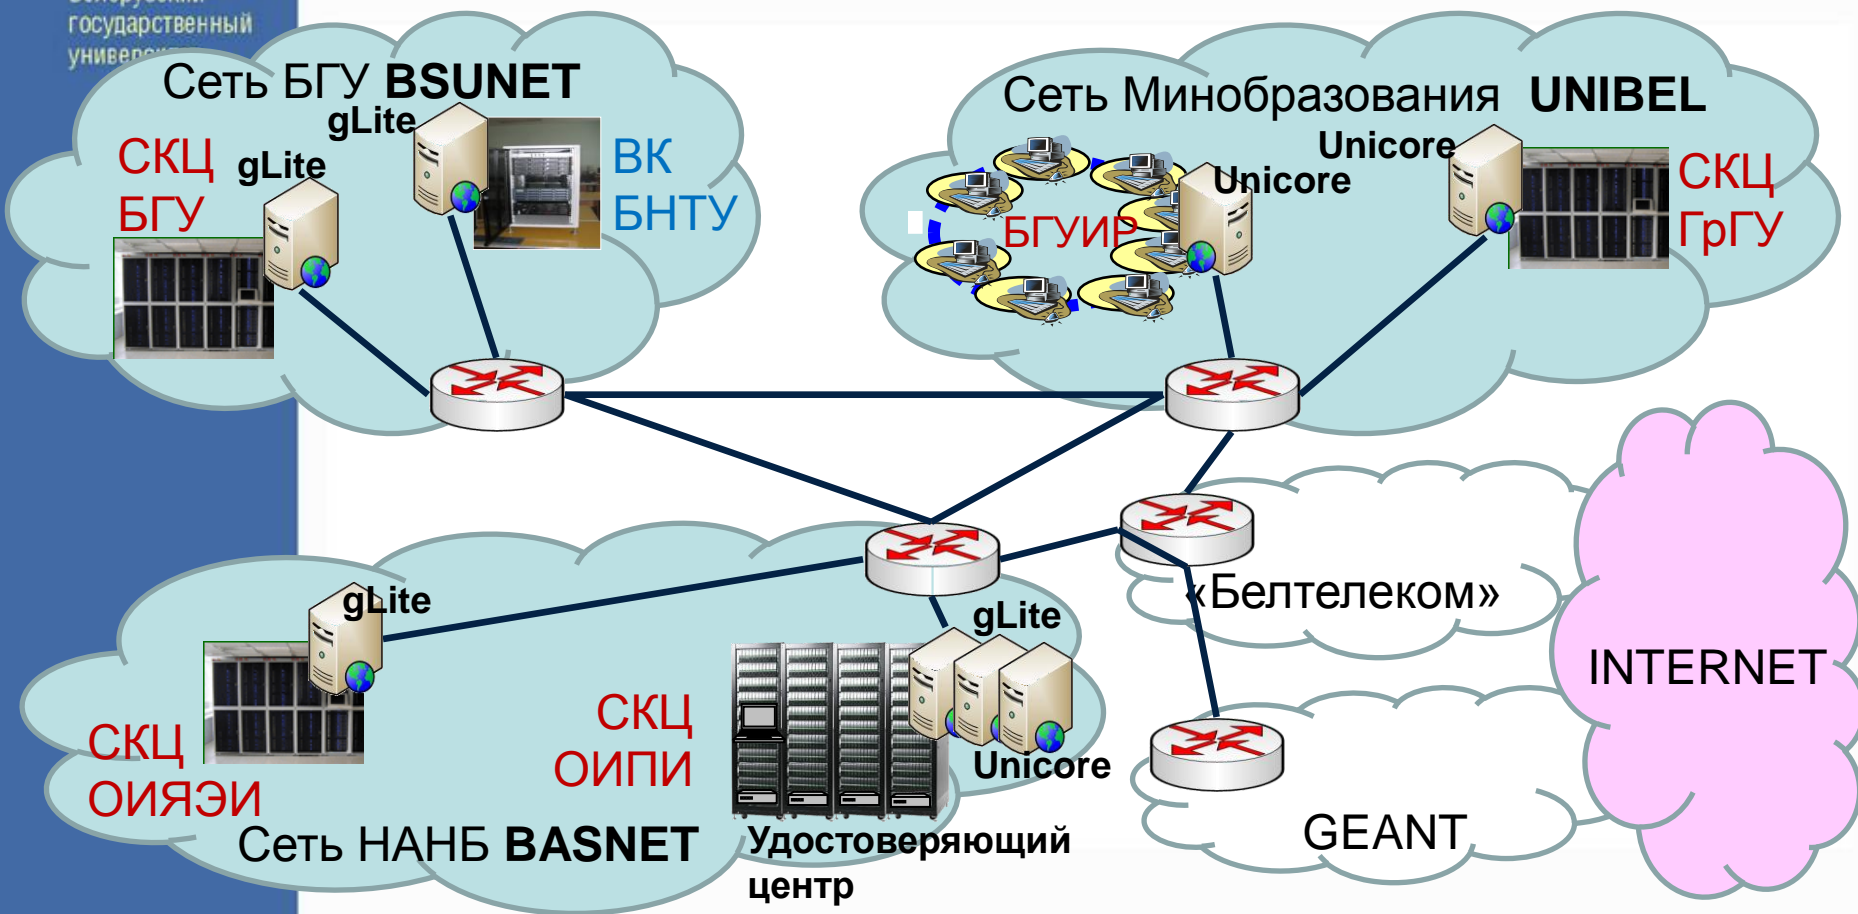 государственный
Сеть БГУ BSUNET
gLite
СКЦ
БГУ
gLite
ВК
БНТУ
Сеть Минобразования UNIBEL
Unicore
Unicore
БГУИР
СКЦ
ГрГУ
«Белтелеком»
INTERNET
GEANT
gLite
gLite
СКЦ
ОИЯЭИ
СКЦ
ОИПИ
Unicore
Сеть НАНБ BASNET
Удостоверяющий
центр